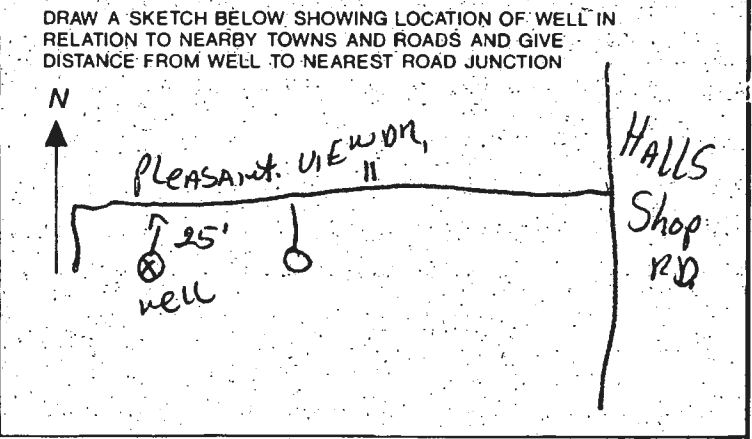 DRAW A SKETCH BELOW SHOWING LOCATION OF WELL IN
RELATION TO NEARBY TOWNS AND ROADS AND GIVE
DISTANCE FROM WELL TO NEAREST ROAD JUNCTION
N
PLEASANT. VIEW DR,
HALLS
Shop
RD.
25'
well